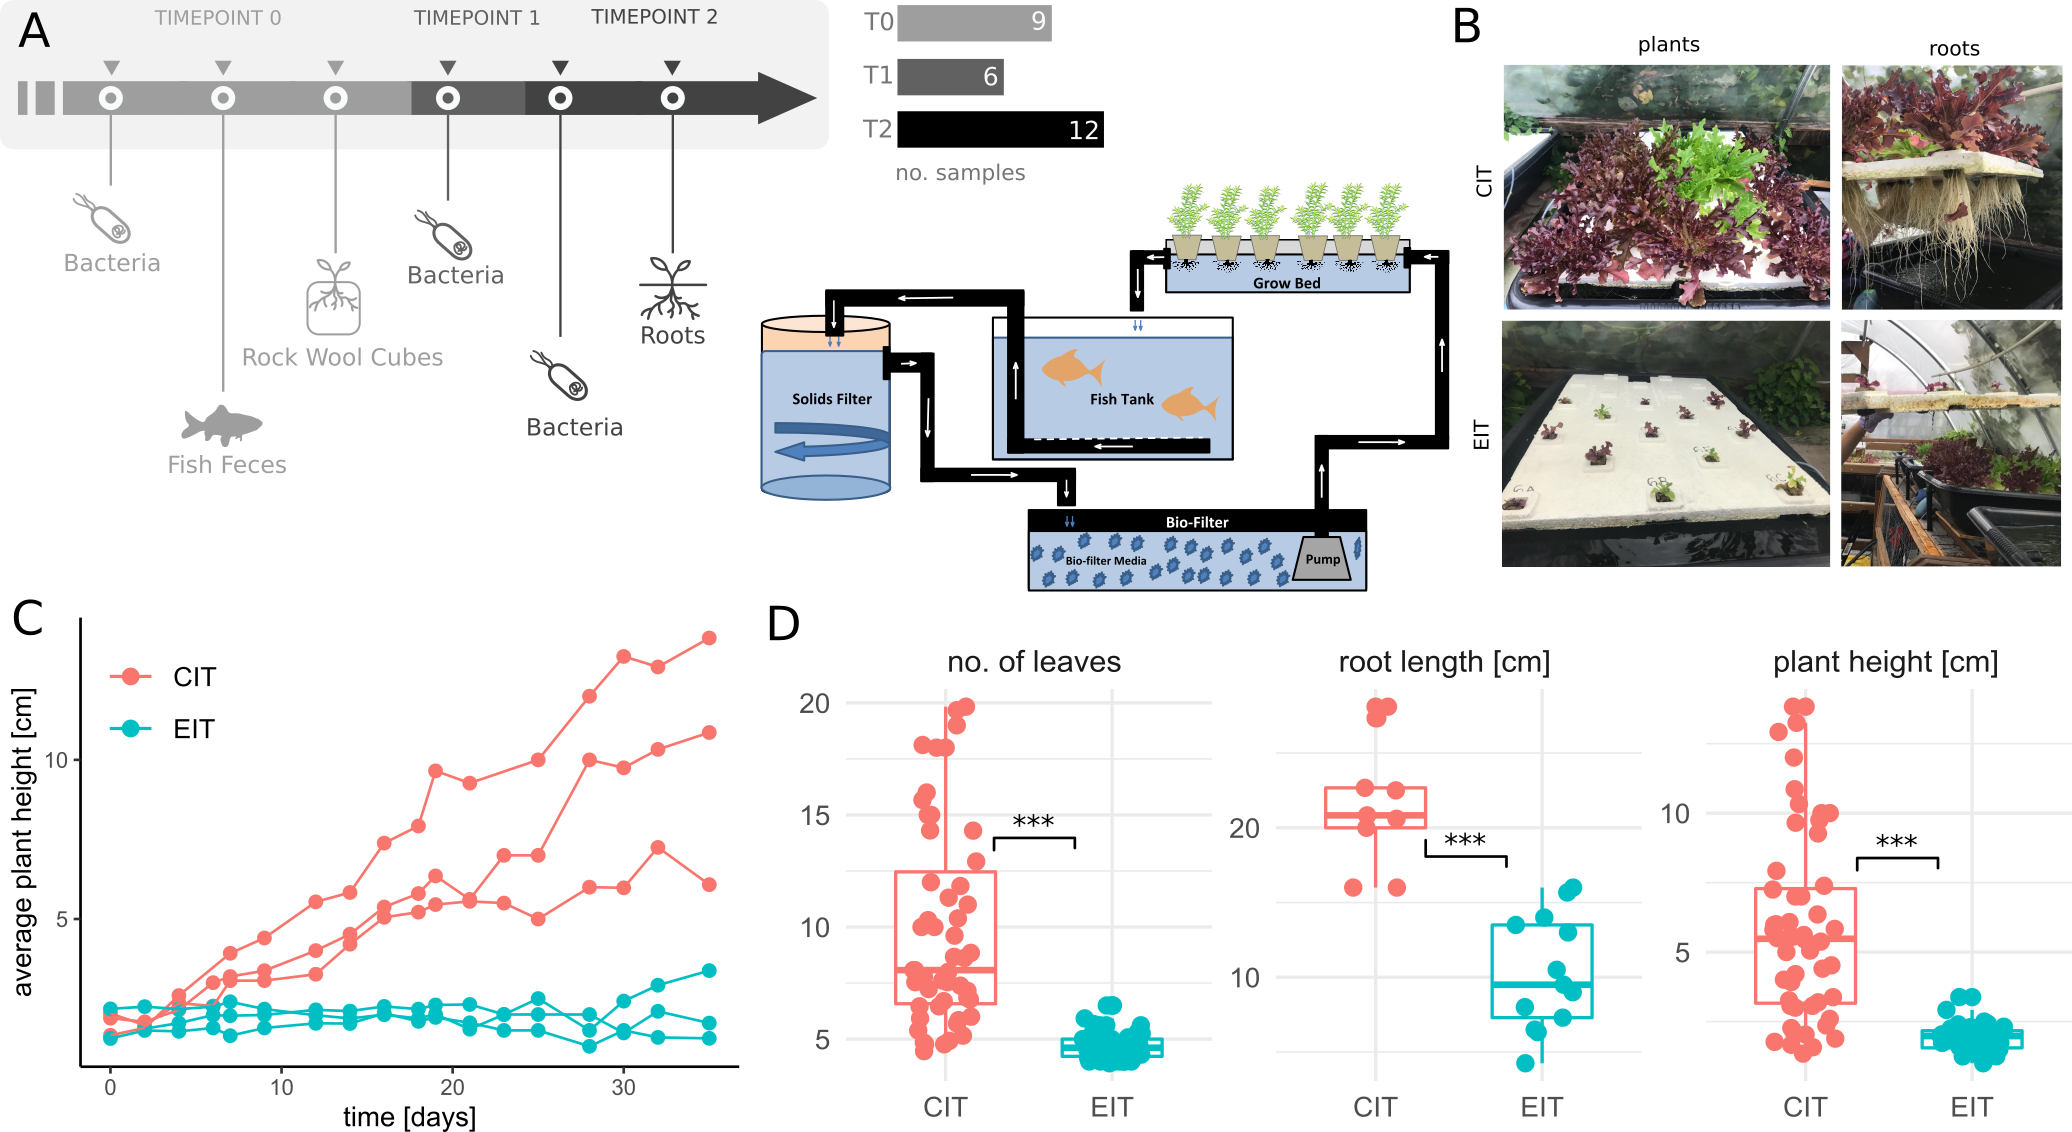 A
TIMEPOINT 0
TIMEPOINT 1
TIMEPOINT 2
Bacteria
Fish Feces
Rock Wool Cubes
Bacteria
Bacteria
Roots
T0 9
T1 6
T2 12
no. samples
Grow Bed
Solids Filter
Fish Tank
Bio-Filter
Bio-filter Media
Pump
B
plants
roots
CIT
EIT
6B
C
CIT
EIT
average plant height [cm]
10
5
0
10
20
30
time [days]
D
no. of leaves
20
15
10
5
***
CIT
EIT
root length [cm]
20
10
***
CIT
EIT
plant height [cm]
10
5
***
CIT
EIT